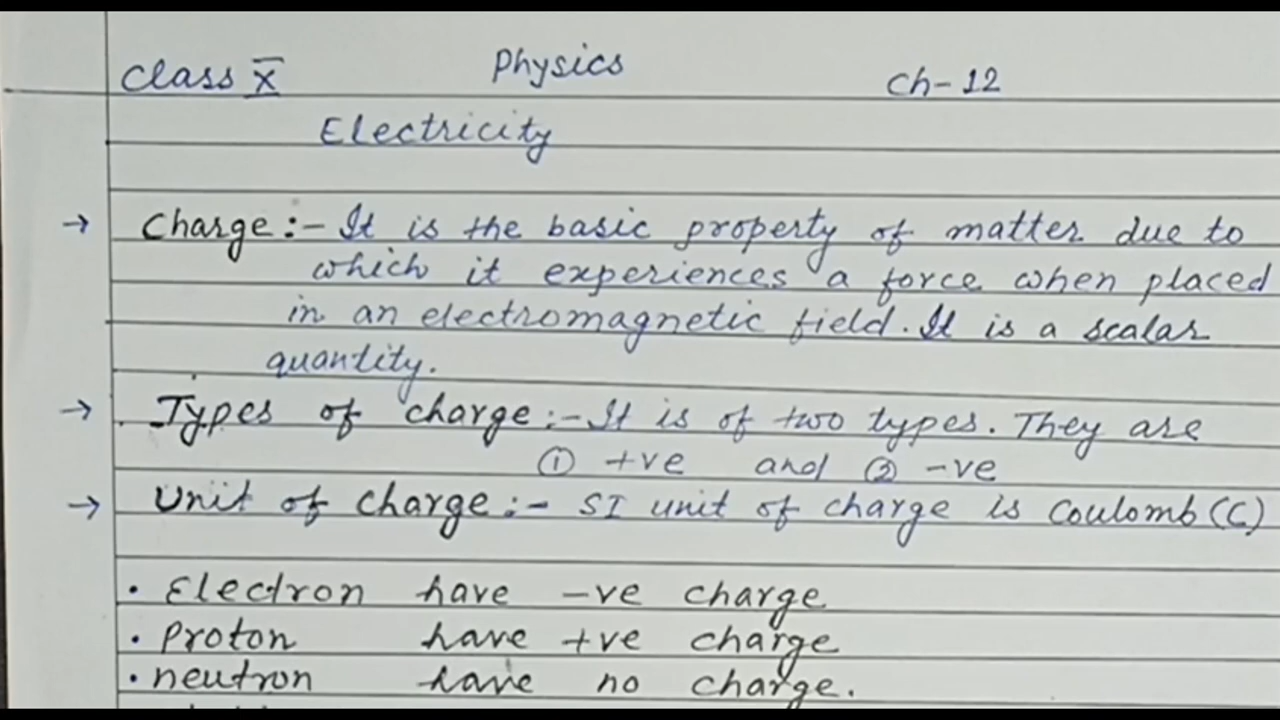 Class X Physics Ch-12
Electricity
→ Charge:- It is the basic property of matter due to
which it experiences a force when placed
in an electromagnetic field. It is a scalar
quantity.
→ Types of charge:- It is of two types. They are
① +ve and ② -ve
→ Unit of charge:- SI unit of charge is Coulomb (C)
• Electron have -ve charge
• Proton have +ve charge
• neutron have no charge.